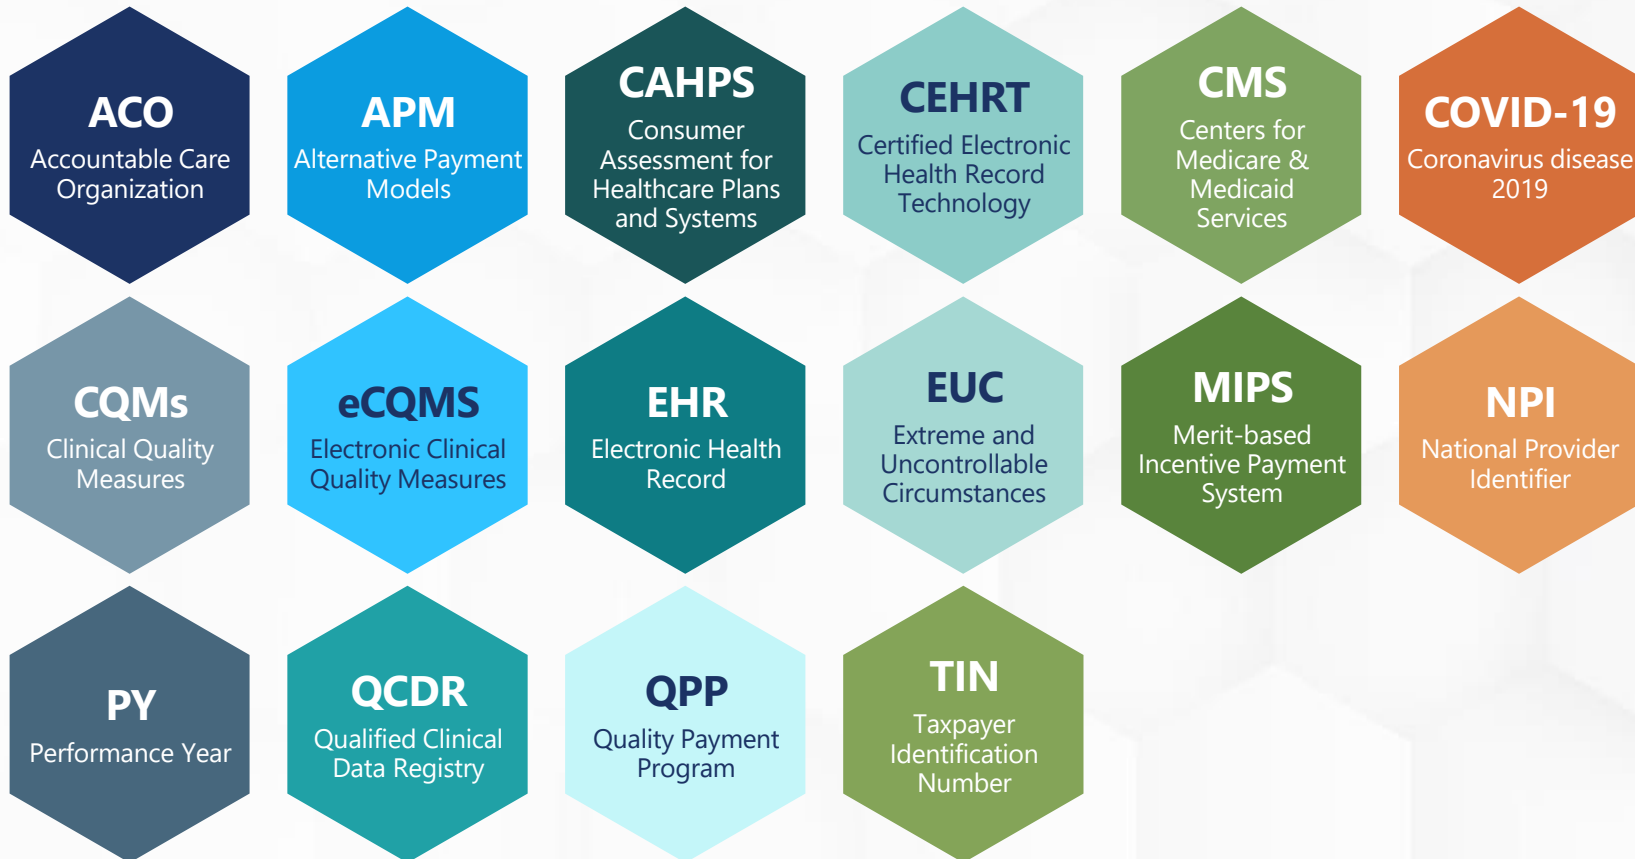 ACO
Accountable Care
Organization
APM
Alternative Payment
Models
CAHPS
Consumer
Assessment for
Healthcare Plans
and Systems
CEHRT
Certified Electronic
Health Record
Technology
CMS
Centers for
Medicare &
Medicaid
Services
COVID-19
Coronavirus disease
2019
CQMs
Clinical Quality
Measures
eCQMS
Electronic Clinical
Quality Measures
EHR
Electronic Health
Record
EUC
Extreme and
Uncontrollable
Circumstances
MIPS
Merit-based
Incentive Payment
System
NPI
National Provider
Identifier
PY
Performance Year
QCDR
Qualified Clinical
Data Registry
QPP
Quality Payment
Program
TIN
Taxpayer
Identification
Number